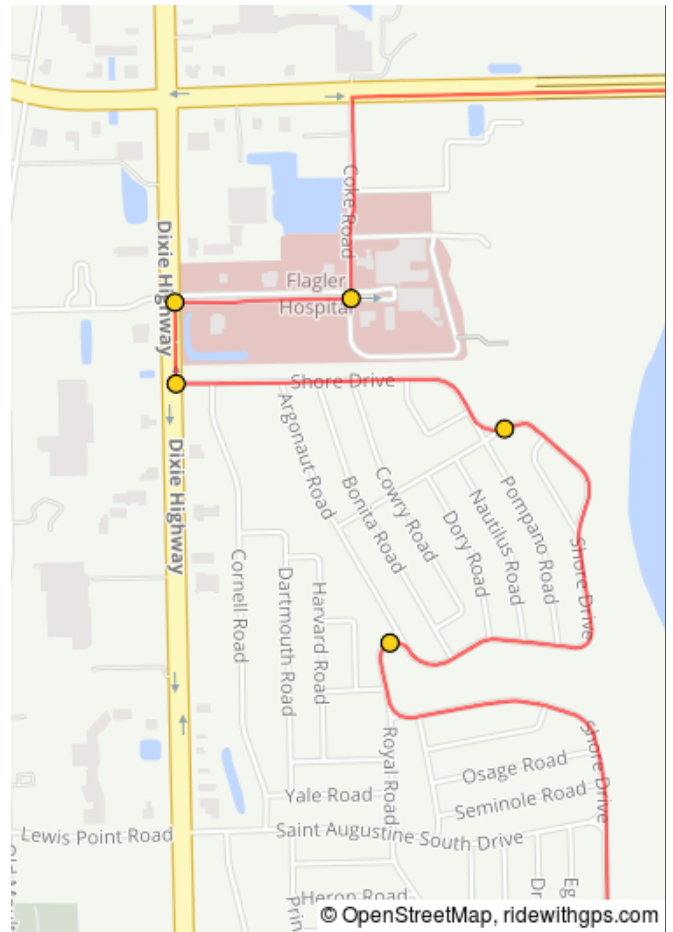 Coke Road
Dixie Highway
Flagler
Hospital
Shore Drive
Argonaut Road
Bonita Road
Cowry Road
Dory Road
Nautilus Road
Pompano Road
Shore Drive
Dixie Highway
Cornell Road
Dartmouth Road
Harvard Road
Royal Road
Shore Drive
Osage Road
Yale Road
Seminole Road
Lewis Point Road
Saint Augustine South Drive
Heron Road
© OpenStreetMap, ridewithgps.com